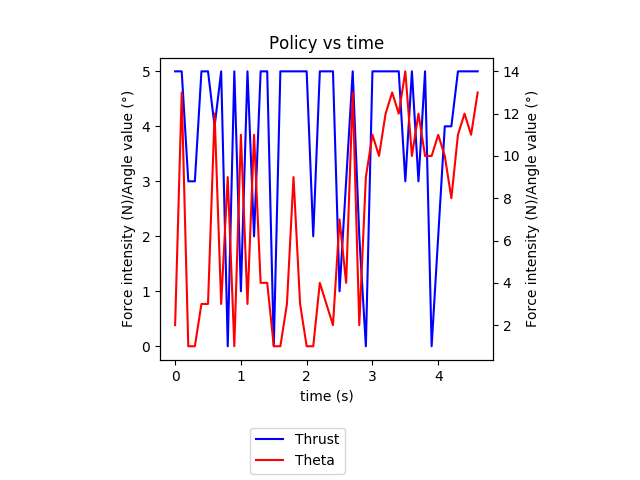 Policy vs time
Force intensity (N)/Angle value (°)
5
4
3
2
1
0
14
12
10
8
6
4
2
Force intensity (N)/Angle value (°)
0 1 2 3 4
time (s)
Thrust
Theta